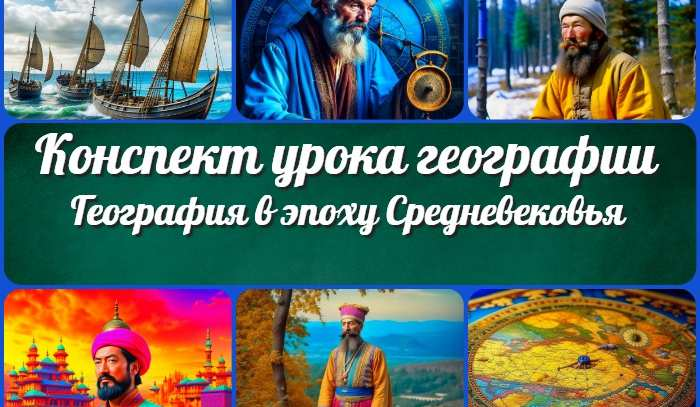 Конспект урока географии
География в эпоху Средневековья